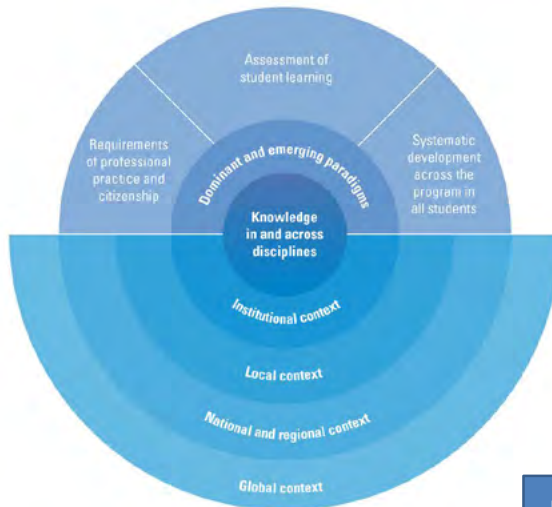 Assessment of
student learning
Requirements
of professional
practice and
citizenship
Dominant and emerging paradigms
Systematic
development
across the
program in
all students
Knowledge
in and across
disciplines
Institutional context
Local context
National and regional context
Global context